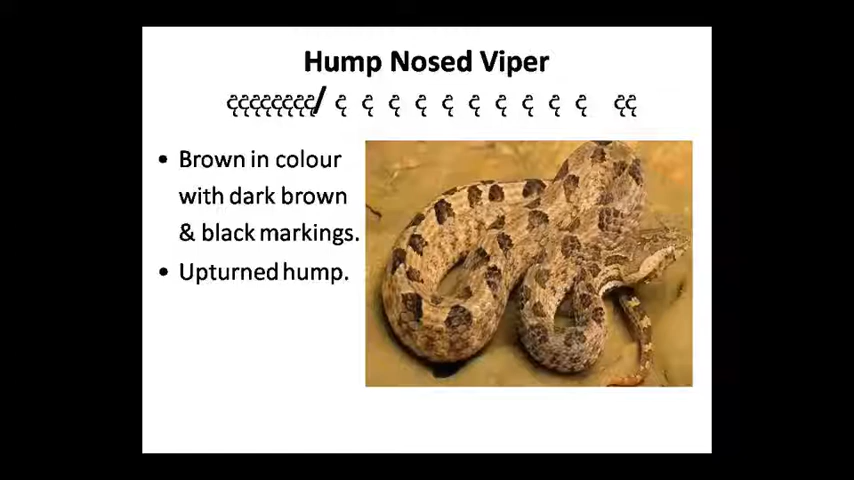 Hump Nosed Viper
දුදුදුදුදුදුදුදු/ දු දු දු දු දු දු දු දු දු දු දුදු
• Brown in colour
with dark brown
& black markings.
• Upturned hump.